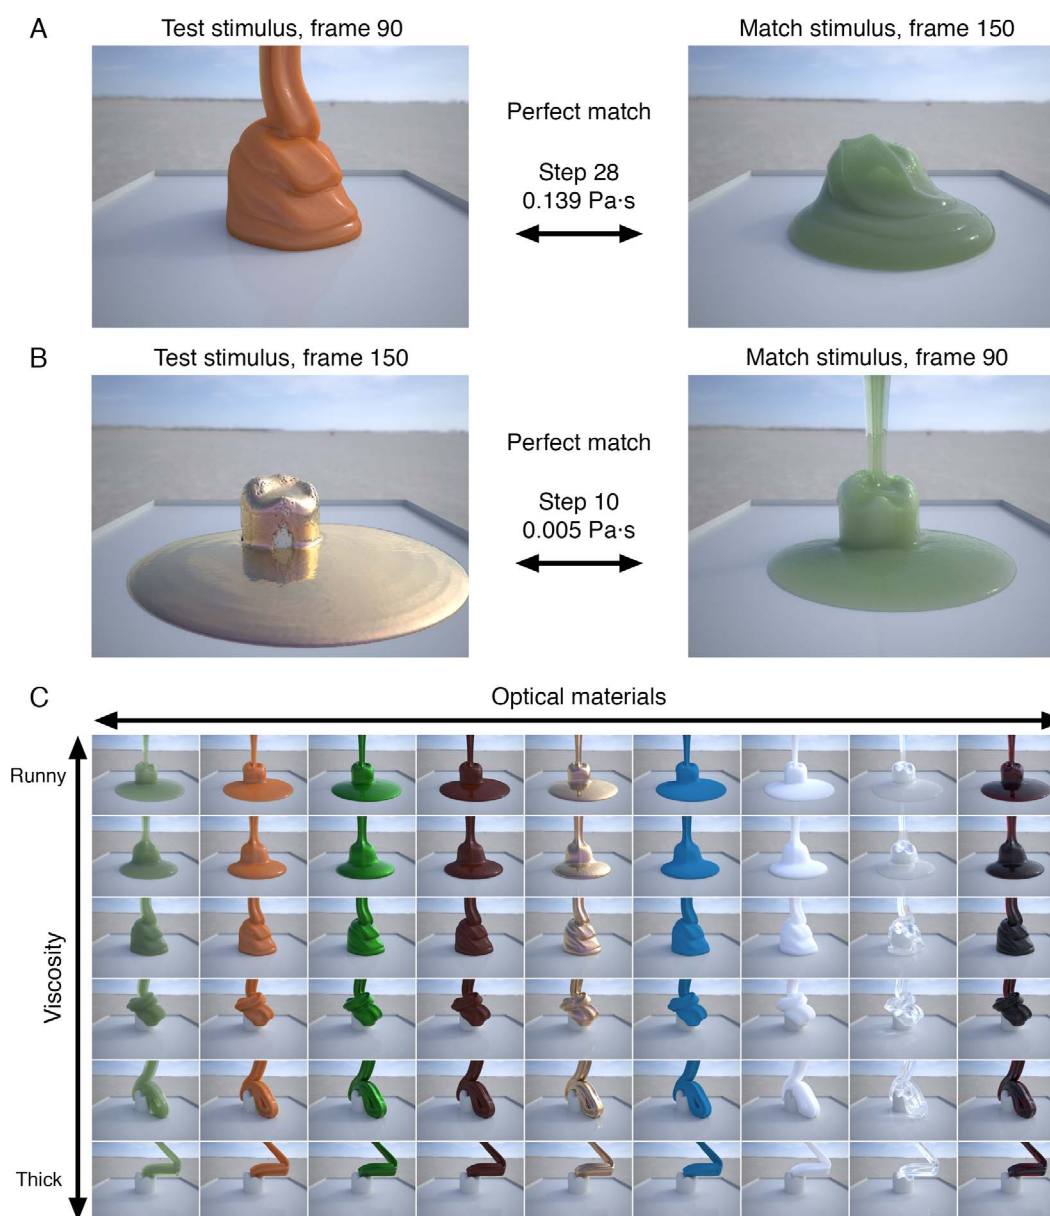 A
Test stimulus, frame 90
Match stimulus, frame 150
Perfect match
Step 28
0.139 Pa·s
B
Test stimulus, frame 150
Match stimulus, frame 90
Perfect match
Step 10
0.005 Pa·s
C
Optical materials
Runny
Viscosity
Thick